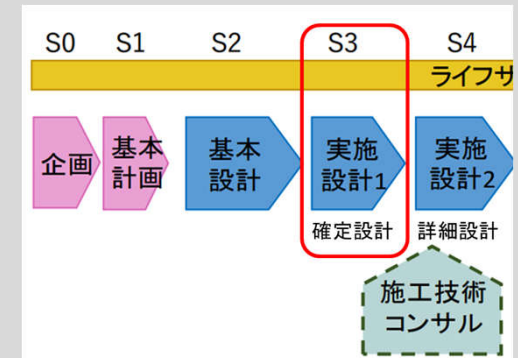 S0 S1 S2 S3 S4
ライフサ
企画
基本
計画
基本
設計
実施
設計1
実施
設計2
確定設計
詳細設計
施工技術
コンサル